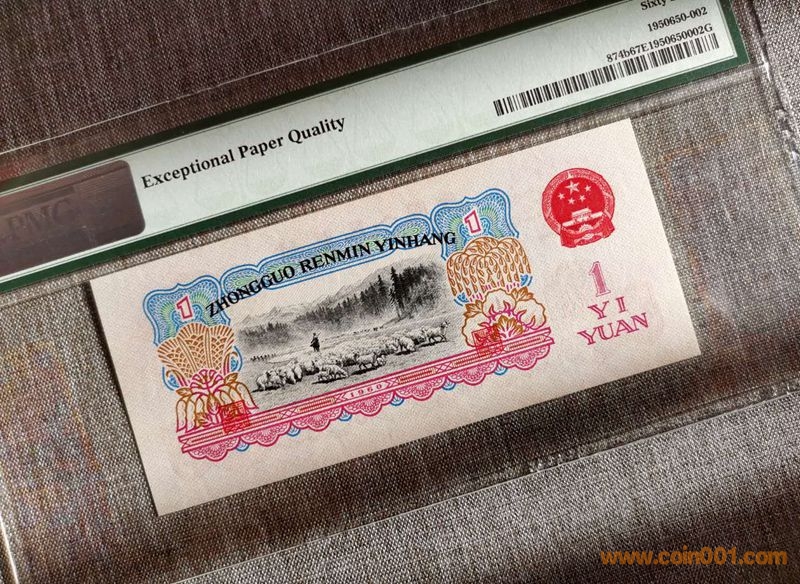 Sixty
1950650-002
874b67E1950650002G
Exceptional Paper Quality
PMG
ZHONGGUO RENMIN YINHANG
1
1
1960
1
YI
YUAN
www.coin001.com